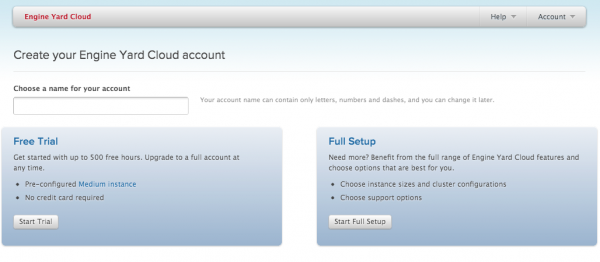 Engine Yard Cloud
Help
Account
Create your Engine Yard Cloud account
Choose a name for your account
Your account name can contain only letters, numbers and dashes, and you can change it later.
Free Trial
Get started with up to 500 free hours. Upgrade to a full account at
any time.
• Pre-configured Medium instance
• No credit card required
Start Trial
Full Setup
Need more? Benefit from the full range of Engine Yard Cloud features and
choose options that are best for you.
• Choose instance sizes and cluster configurations
• Choose support options
Start Full Setup